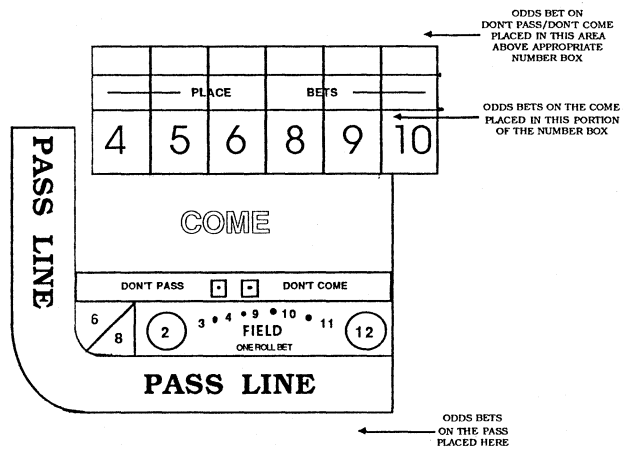 ODDS BET ON
DON'T PASS/DON'T COME
PLACED IN THIS AREA
ABOVE APPROPRIATE
NUMBER BOX
PLACE BETS
ODDS BETS ON THE COME
PLACED IN THIS PORTION
OF THE NUMBER BOX
4 5 6 8 9 10
PASS LINE
COME
DON'T PASS DON'T COME
6 8
2 3 • 4 • 9 • 10 • 11 12
FIELD
ONE ROLL BET
PASS LINE
ODDS BETS
ON THE PASS
PLACED HERE